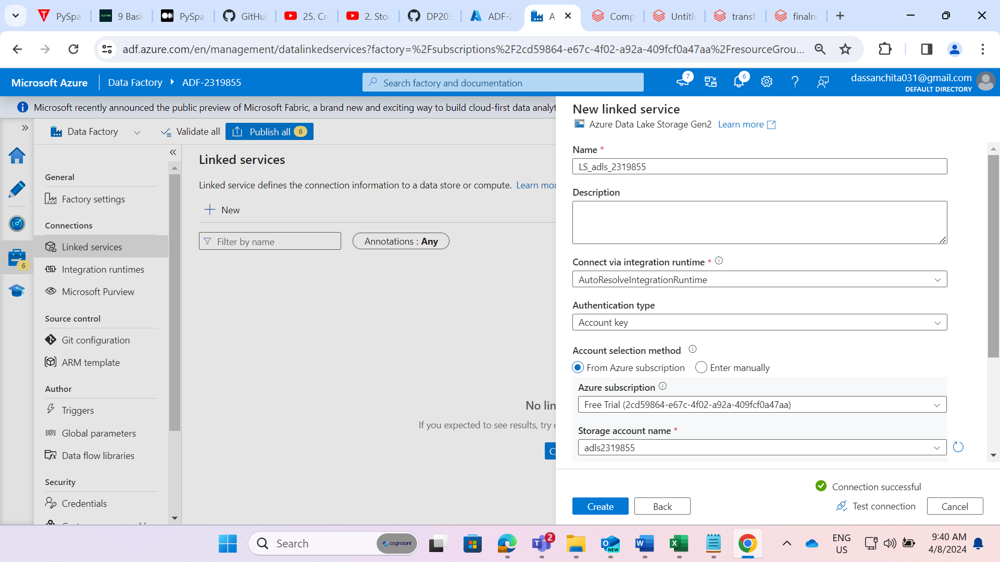 PySpa
9 Basi
PySpa
GitHu
25. Cr
2. Stor
DP203
ADF-2
A
Comp
Untitl
transf
finaln
adf.azure.com/en/management/datalinkedservices?factory=%2Fsubscriptions%2F2cd59864-e67c-4f02-a92a-409fcf0a47aa%2FresourceGrou...
Microsoft Azure
Data Factory
ADF-2319855
Search factory and documentation
7
6
dassanchita031@gmail.com
DEFAULT DIRECTORY
Microsoft recently announced the public preview of Microsoft Fabric, a brand new and exciting way to build cloud-first data analyt
Data Factory
Validate all
Publish all 6
6
General
Factory settings
Connections
Linked services
Integration runtimes
Microsoft Purview
Source control
Git configuration
ARM template
Author
Triggers
Global parameters
Data flow libraries
Security
Credentials
Linked services
Linked service defines the connection information to a data store or compute. Learn mor
New
Filter by name
Annotations : Any
No lin
If you expected to see results, try c
C
New linked service
Azure Data Lake Storage Gen2 Learn more
Name *
LS_adls_2319855
Description
Connect via integration runtime *
AutoResolveIntegrationRuntime
Authentication type
Account key
Account selection method
From Azure subscription
Enter manually
Azure subscription
Free Trial (2cd59864-e67c-4f02-a92a-409fcf0a47aa)
Storage account name *
adls2319855
Connection successful
Create
Back
Test connection
Cancel
Search
cognizant
2
NEW
ENG
US
9:40 AM
4/8/2024